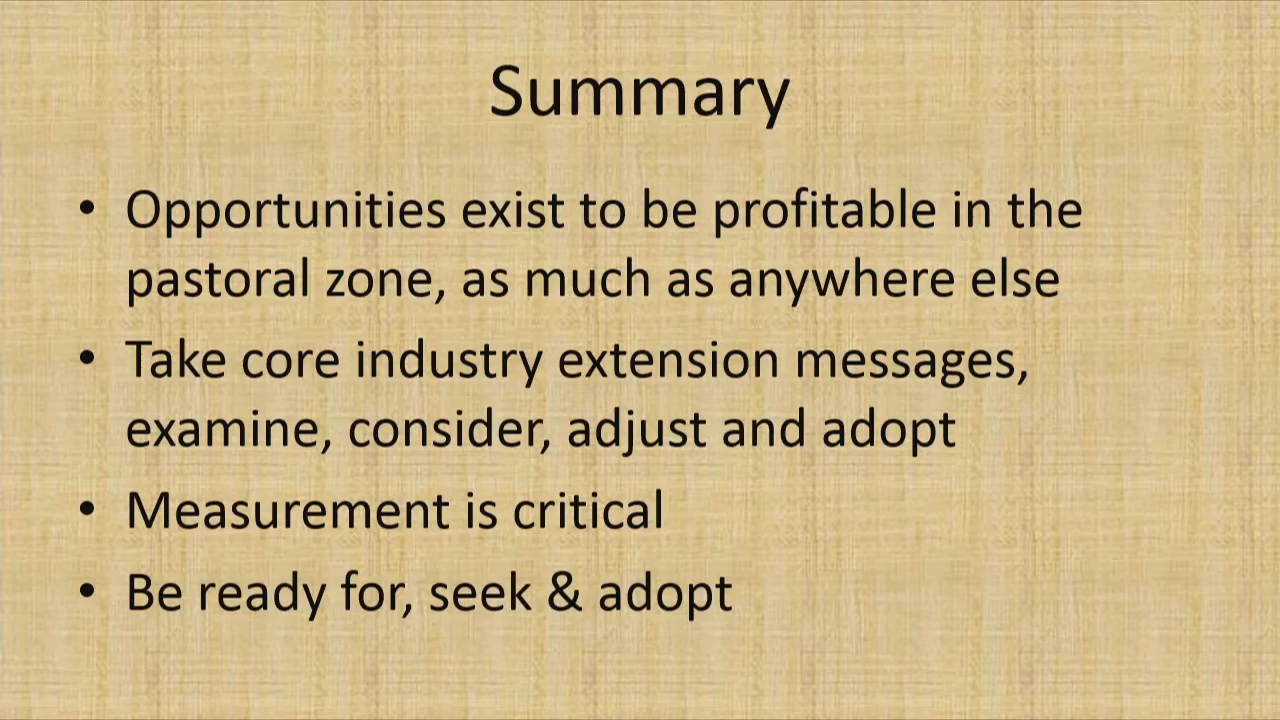 Summary
• Opportunities exist to be profitable in the
pastoral zone, as much as anywhere else
• Take core industry extension messages,
examine, consider, adjust and adopt
• Measurement is critical
• Be ready for, seek & adopt